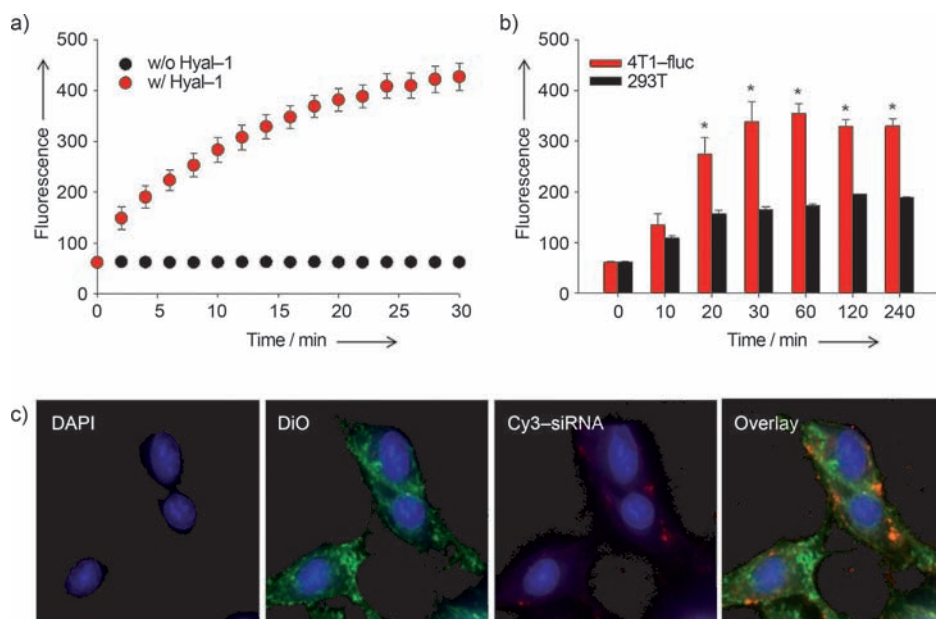 a)
500
400
300
200
100
0
Fluorescence
w/o Hyal–1
w/ Hyal–1
0 5 10 15 20 25 30
Time / min
b)
500
400
300
200
100
0
Fluorescence
4T1–fluc
293T
* * * * *
0 10 20 30 60 120 240
Time / min
c)
DAPI
DiO
Cy3–siRNA
Overlay